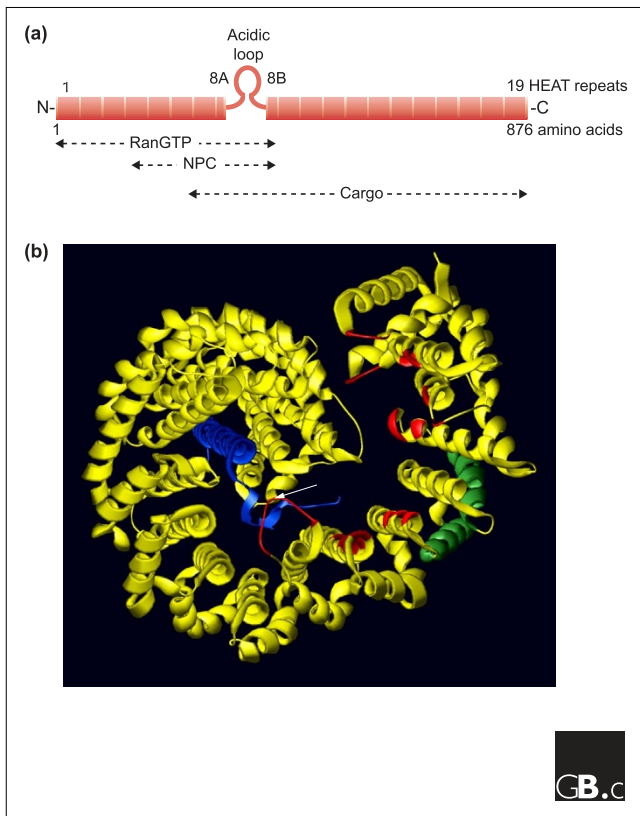 (a)
Acidic
loop
8A 8B
1 19 HEAT repeats
N- -C
1 876 amino acids
RanGTP
NPC
Cargo
(b)
GB.C